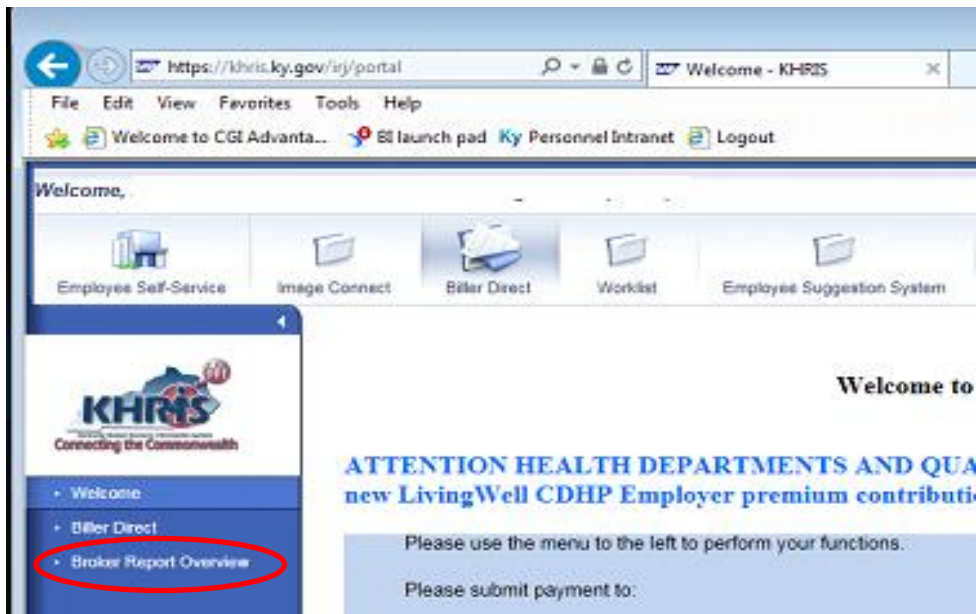 https://khris.ky.gov/irj/portal
Welcome - KHRIS
File Edit View Favorites Tools Help
Welcome to CGI Advanta... BI launch pad Ky Personnel Intranet Logout
Welcome,
Employee Self-Service Image Connect Biller Direct Worklist Employee Suggestion System
KHRIS
Connecting the Commonwealth
Welcome to
ATTENTION HEALTH DEPARTMENTS AND QUA
new LivingWell CDHP Employer premium contributi
Welcome
Biller Direct
Broker Report Overview
Please use the menu to the left to perform your functions.
Please submit payment to: